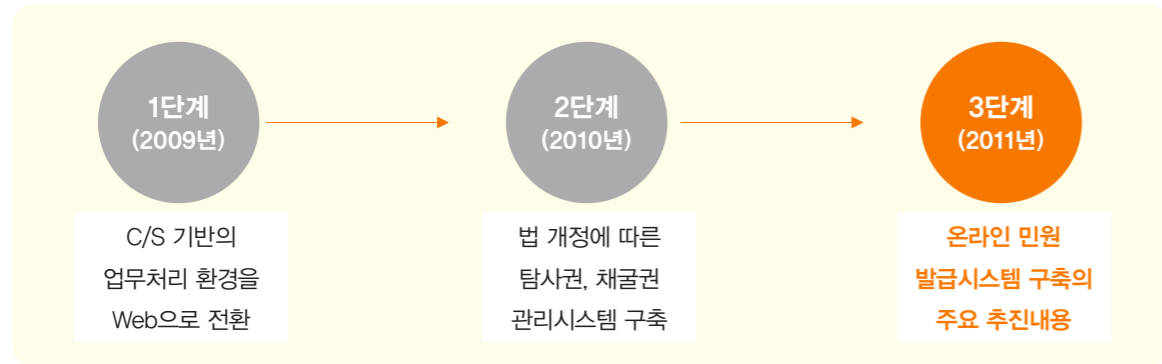 1단계
(2009년)
C/S 기반의
업무처리 환경을
Web으로 전환
2단계
(2010년)
법 개정에 따른
탐사권, 채굴권
관리시스템 구축
3단계
(2011년)
온라인 민원
발급시스템 구축의
주요 추진내용